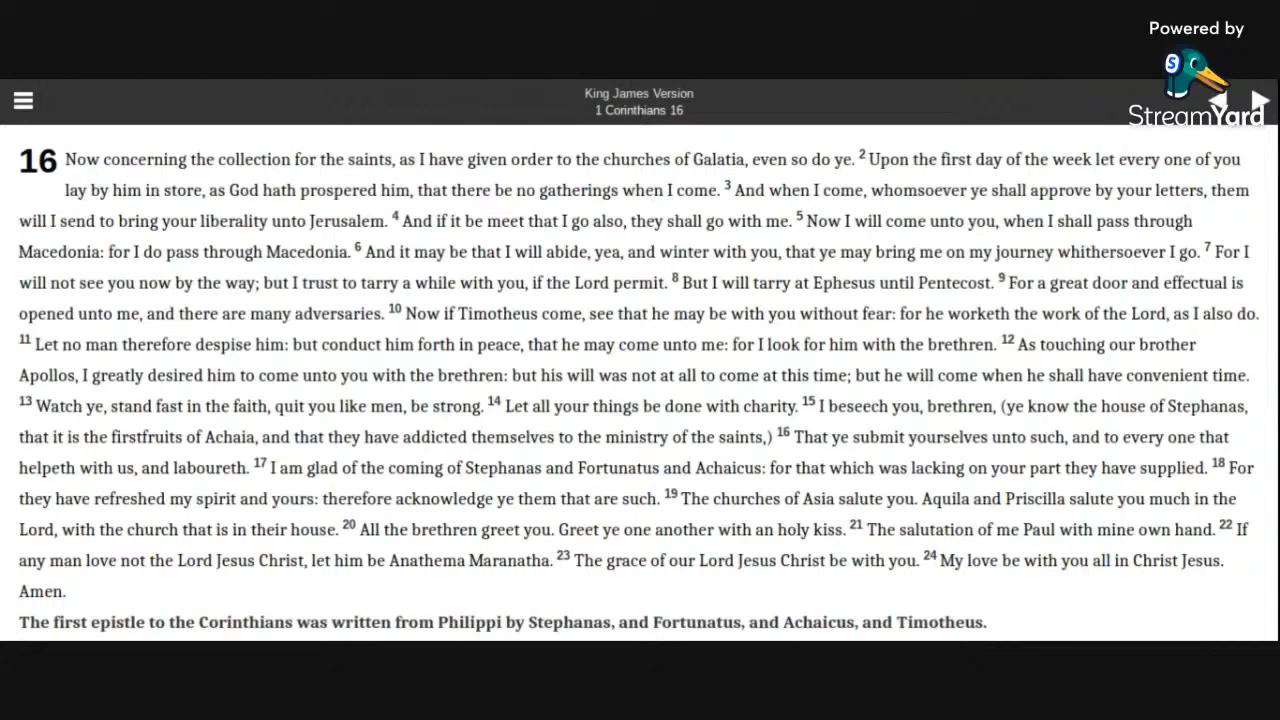 Powered by
StreamYard
King James Version
1 Corinthians 16
16 Now concerning the collection for the saints, as I have given order to the churches of Galatia, even so do ye. 2 Upon the first day of the week let every one of you
lay by him in store, as God hath prospered him, that there be no gatherings when I come. 3 And when I come, whomsoever ye shall approve by your letters, them
will I send to bring your liberality unto Jerusalem. 4 And if it be meet that I go also, they shall go with me. 5 Now I will come unto you, when I shall pass through
Macedonia: for I do pass through Macedonia. 6 And it may be that I will abide, yea, and winter with you, that ye may bring me on my journey whithersoever I go. 7 For I
will not see you now by the way; but I trust to tarry a while with you, if the Lord permit. 8 But I will tarry at Ephesus until Pentecost. 9 For a great door and effectual is
opened unto me, and there are many adversaries. 10 Now if Timotheus come, see that he may be with you without fear: for he worketh the work of the Lord, as I also do.
11 Let no man therefore despise him: but conduct him forth in peace, that he may come unto me: for I look for him with the brethren. 12 As touching our brother
Apollos, I greatly desired him to come unto you with the brethren: but his will was not at all to come at this time; but he will come when he shall have convenient time.
13 Watch ye, stand fast in the faith, quit you like men, be strong. 14 Let all your things be done with charity. 15 I beseech you, brethren, (ye know the house of Stephanas,
that it is the firstfruits of Achaia, and that they have addicted themselves to the ministry of the saints,) 16 That ye submit yourselves unto such, and to every one that
helpeth with us, and laboureth. 17 I am glad of the coming of Stephanas and Fortunatus and Achaicus: for that which was lacking on your part they have supplied. 18 For
they have refreshed my spirit and yours: therefore acknowledge ye them that are such. 19 The churches of Asia salute you. Aquila and Priscilla salute you much in the
Lord, with the church that is in their house. 20 All the brethren greet you. Greet ye one another with an holy kiss. 21 The salutation of me Paul with mine own hand. 22 If
any man love not the Lord Jesus Christ, let him be Anathema Maranatha. 23 The grace of our Lord Jesus Christ be with you. 24 My love be with you all in Christ Jesus.
Amen.
The first epistle to the Corinthians was written from Philippi by Stephanas, and Fortunatus, and Achaicus, and Timotheus.